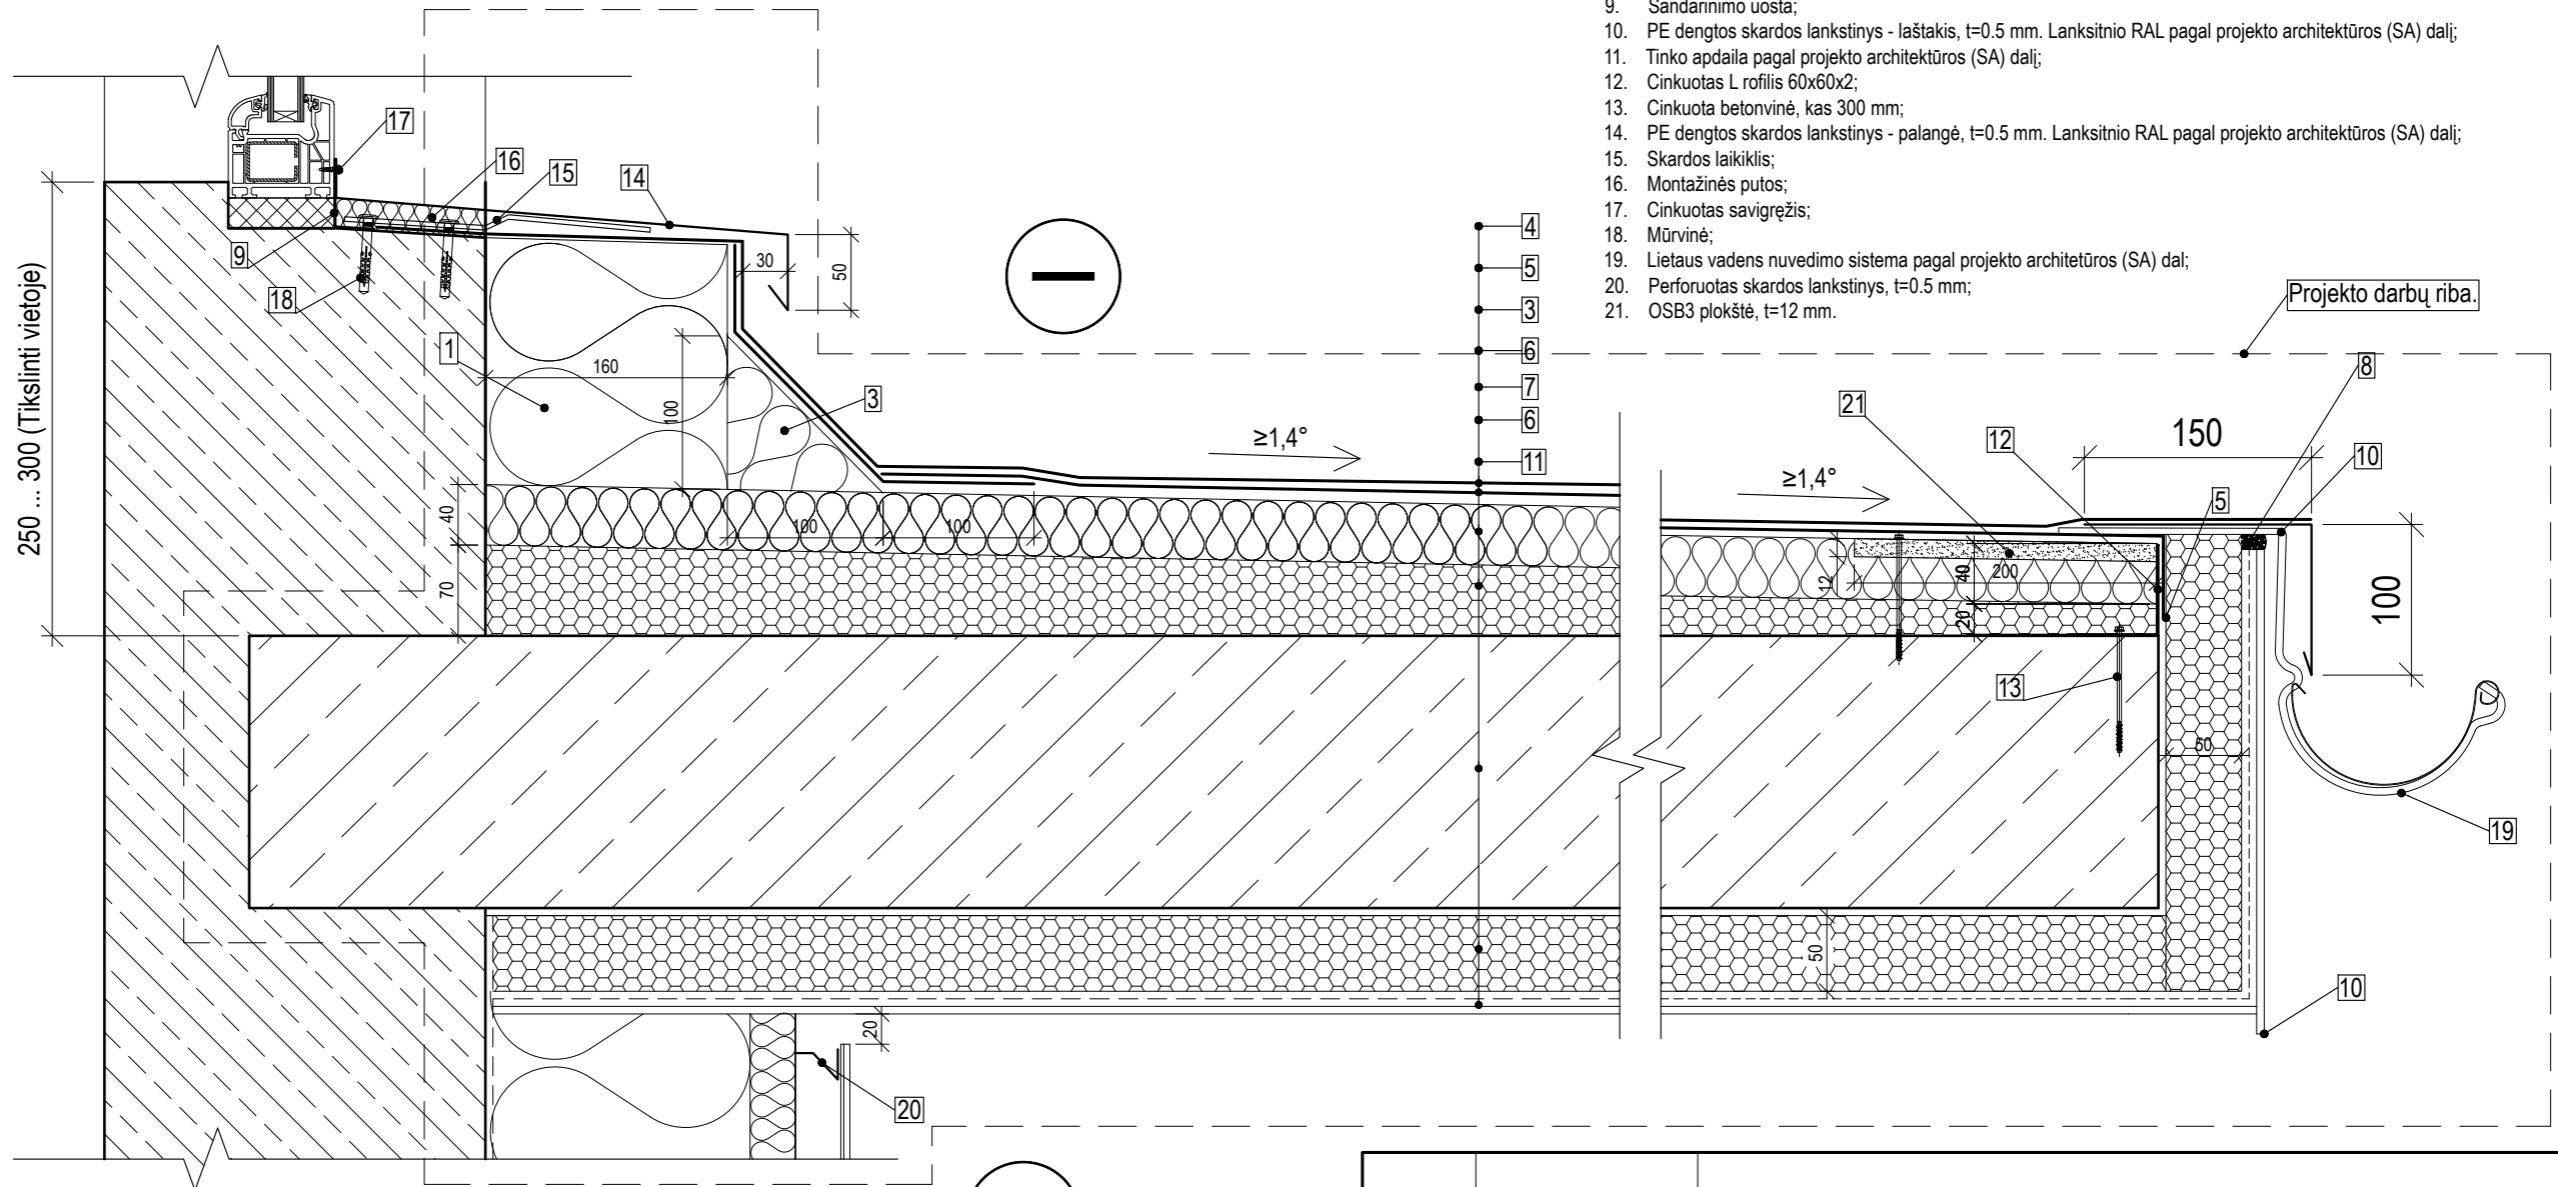 9. Sandarinimo uosta;
10. PE dengtos skardos lankstinys - laštakis, t=0.5 mm. Lanksitnio RAL pagal projekto architektūros (SA) dalį;
11. Tinko apdaila pagal projekto architektūros (SA) dalį;
12. Cinkuotas L rofilis 60x60x2;
13. Cinkuota betonvinė, kas 300 mm;
14. PE dengtos skardos lankstinys - palangė, t=0.5 mm. Lanksitnio RAL pagal projekto architektūros (SA) dalį;
15. Skardos laikiklis;
16. Montažinės putos;
17. Cinkuotas savigręžis;
18. Mūrvinė;
19. Lietaus vadens nuvedimo sistema pagal projekto architetūros (SA) dal;
20. Perforuotas skardos lankstinys, t=0.5 mm;
21. OSB3 plokštė, t=12 mm.
Projekto darbų riba.
17
16
15
14
9
18
1
3
30
50
160
100
250 ... 300 (Tikslinti vietoje)
40
70
100
100
≥1,4°
4
5
3
6
7
6
11
≥1,4°
21
12
8
150
10
5
12
40
200
20
100
13
50
19
50
10
20
20